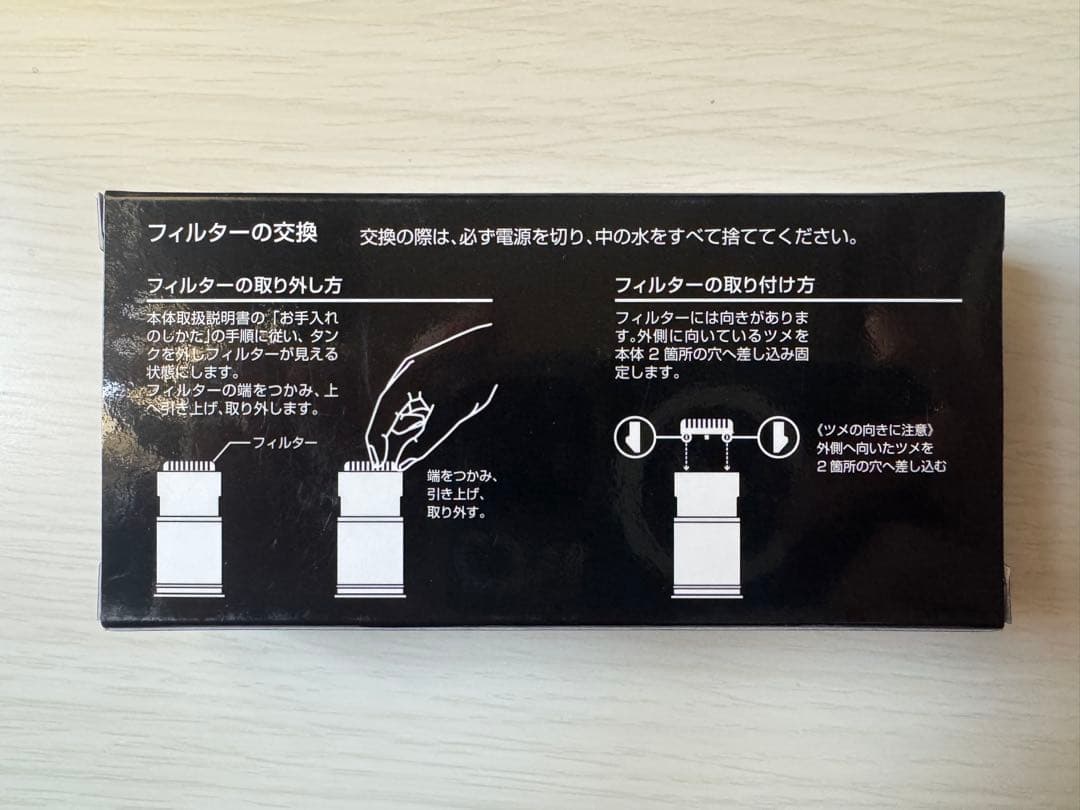 フィルターの交換
交換の際は、必ず電源を切り、中の水をすべて捨ててください。
フィルターの取り外し方
本体取扱説明書の「お手入れ
のしかた」の手順に従い、タン
クを外しフィルターが見える
状態にします。
フィルターの端をつかみ、上
へ引き上げ、取り外します。
フィルター
端をつかみ、
引き上げ、
取り外す。
フィルターの取り付け方
フィルターには向きがありま
す。外側に向いているツメを
本体2箇所の穴へ差し込み固
定します。
《ツメの向きに注意》
外側へ向いたツメを
2箇所の穴へ差し込む